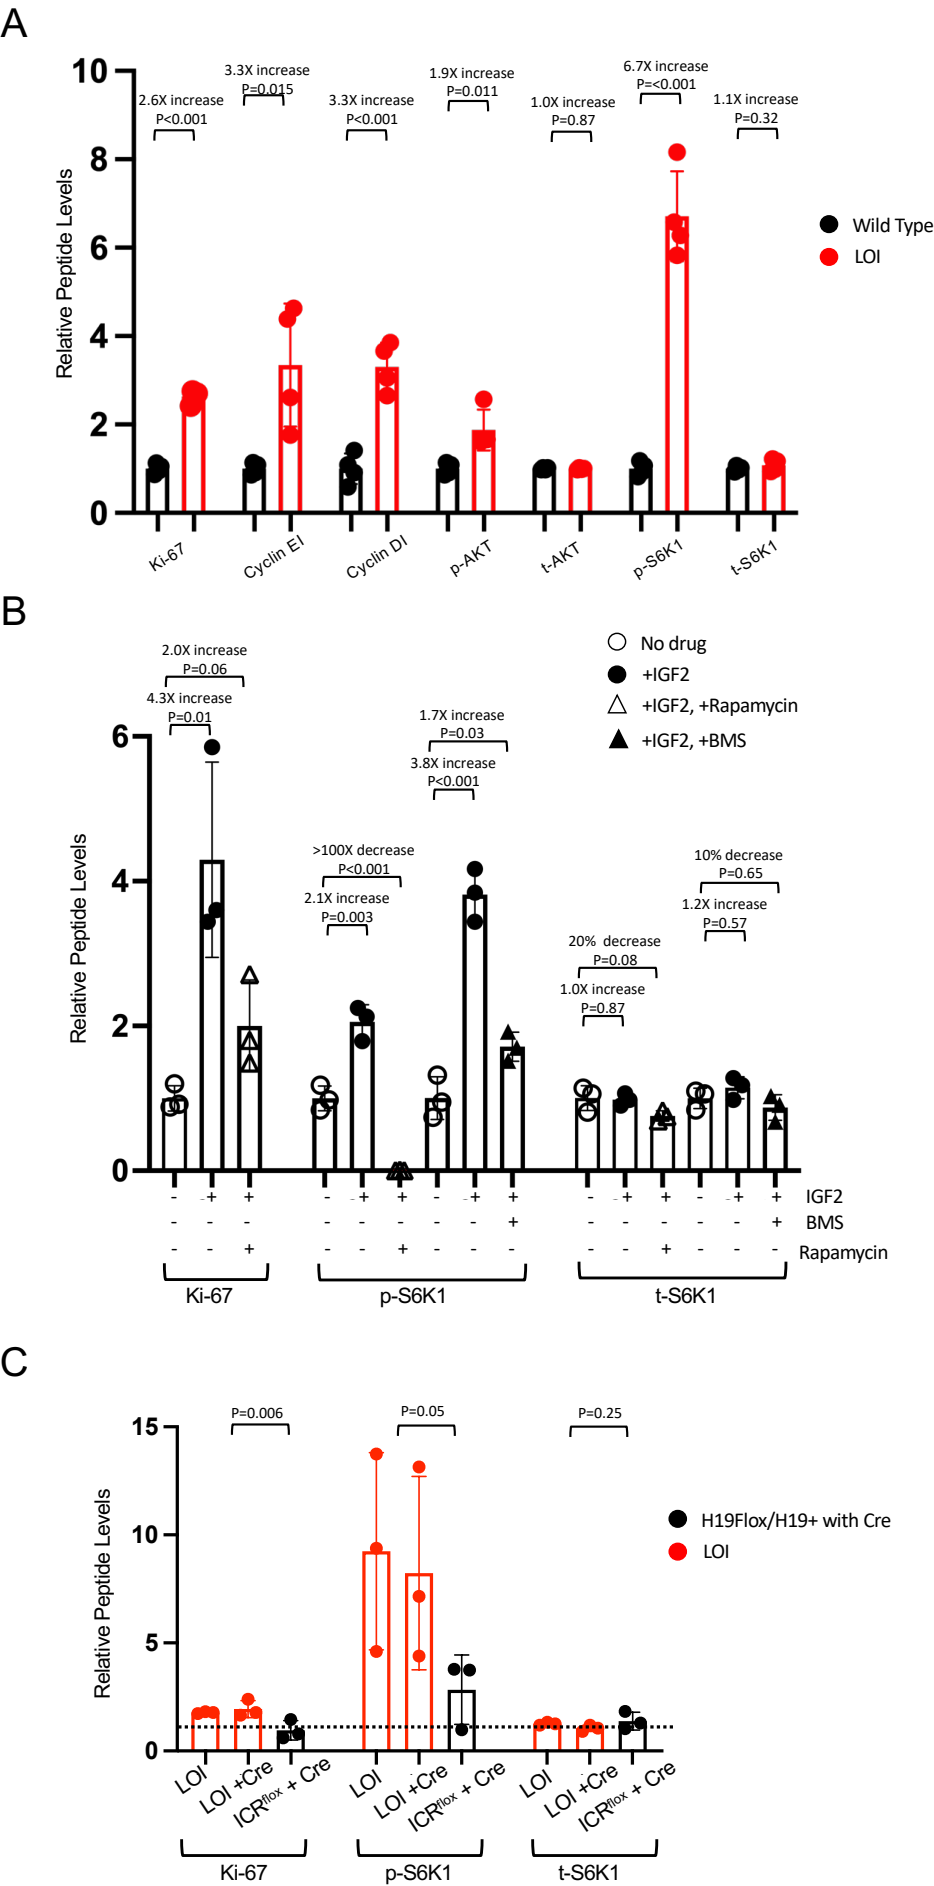 A
3.3X increase
P=0.015
1.9X increase
P=0.011
6.7X increase
P=<0.001
2.6X increase
P<0.001
3.3X increase
P<0.001
1.0X increase
P=0.87
1.1X increase
P=0.32
10
8
6
4
2
0
Relative Peptide Levels
Wild Type
LOI
Ki-67
Cyclin EI
Cyclin DI
p-AKT
t-AKT
p-S6K1
t-S6K1
B
No drug
+IGF2
+IGF2, +Rapamycin
+IGF2, +BMS
2.0X increase
P=0.06
4.3X increase
P=0.01
1.7X increase
P=0.03
3.8X increase
P<0.001
>100X decrease
P<0.001
2.1X increase
P=0.003
10% decrease
P=0.65
1.2X increase
P=0.57
20% decrease
P=0.08
1.0X increase
P=0.87
6
4
2
0
Relative Peptide Levels
- + + - + + - + + - + + - + + IGF2
- - - - - - - - + - - - - - + BMS
- - + - - + - - - - - + - - - Rapamycin
Ki-67
p-S6K1
t-S6K1
C
P=0.006
P=0.05
P=0.25
15
10
5
0
Relative Peptide Levels
H19Flox/H19+ with Cre
LOI
LOI
LOI +Cre
ICRflox + Cre
LOI
LOI +Cre
ICRflox + Cre
LOI
LOI +Cre
ICRflox + Cre
Ki-67
p-S6K1
t-S6K1